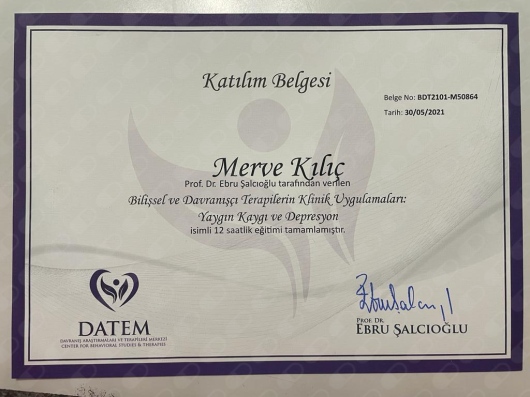 Katılım Belgesi
Belge No: BDT2101-M50864
Tarih: 30/05/2021
Merve Kılıç
Prof. Dr. Ebru Şalcıoğlu tarafından verilen
Bilişsel ve Davranışçı Terapilerin Klinik Uygulamaları:
Yaygın Kaygı ve Depresyon
isimli 12 saatlik eğitimi tamamlamıştır.
DATEM
DAVRANIŞ ARAŞTIRMALARI VE TERAPİLERİ MERKEZİ
CENTER FOR BEHAVIORAL STUDIES & THERAPIES
Ebru Şalcıoğlu
PROF. DR.
EBRU ŞALCIOĞLU